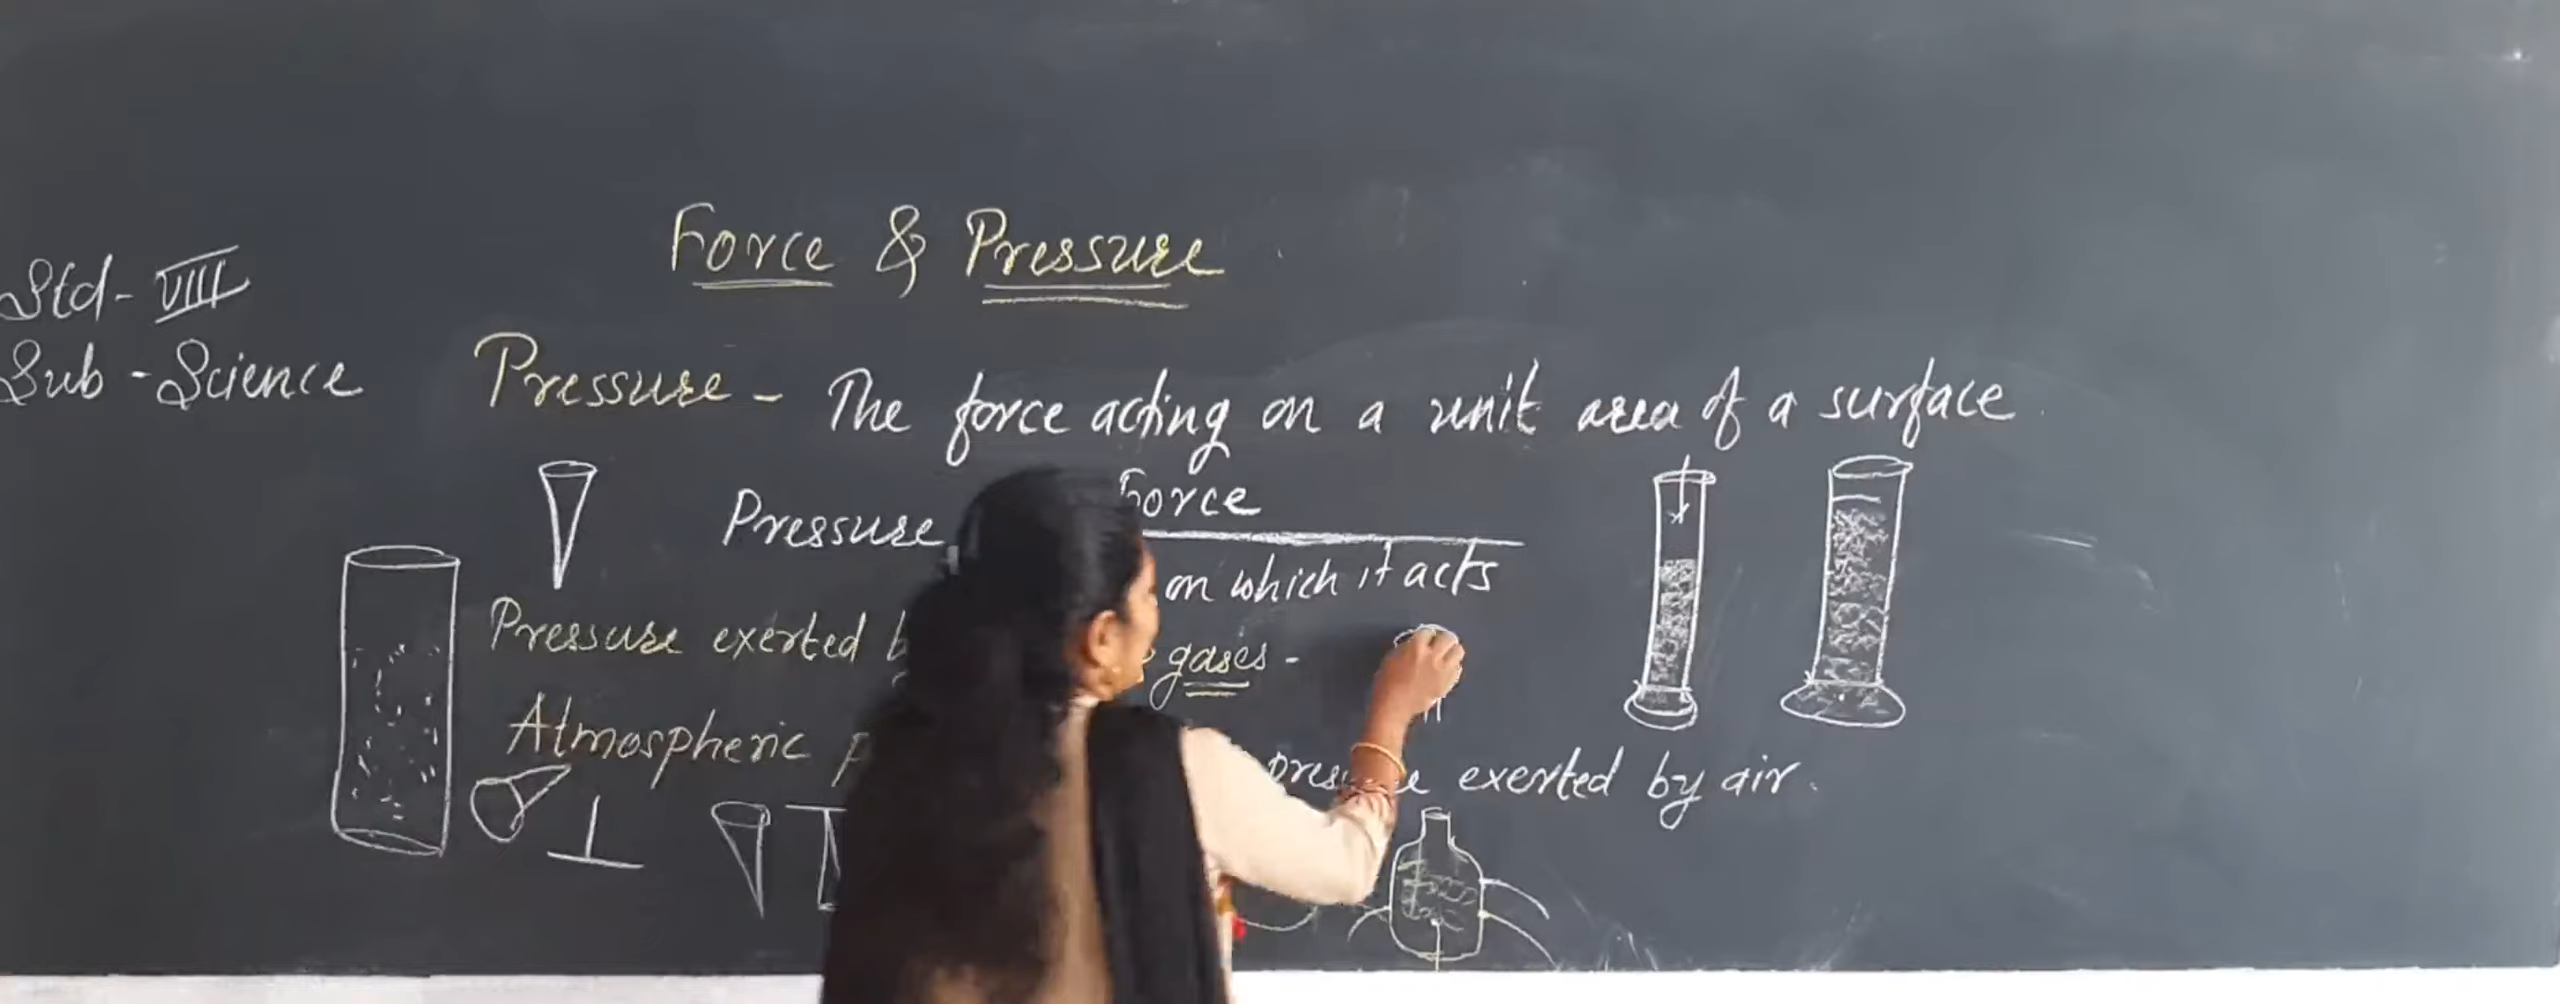 Force & Pressure
Std - VIII
Sub - Science
Pressure - The force acting on a unit area of a surface
Force
Pressure
on which it acts
Pressure exerted gases -
Atmospheric exerted by air.